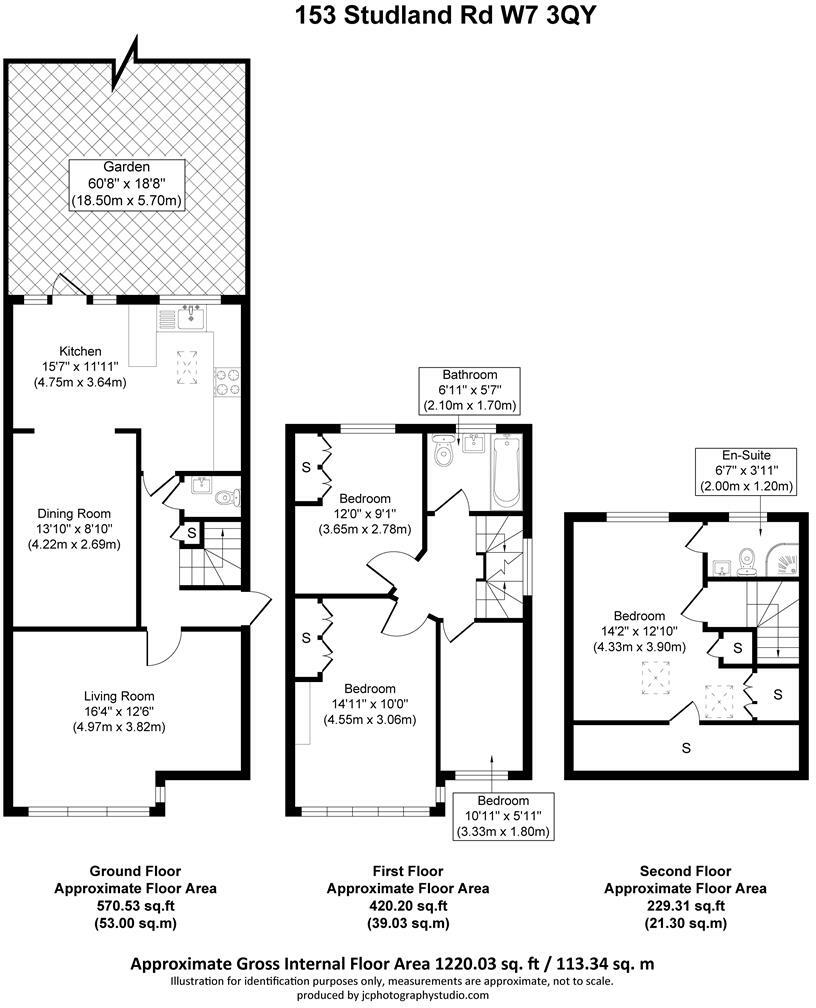 153 Studland Rd W7 3QY
Garden
60'8" x 18'8"
(18.50m x 5.70m)
Kitchen
15'7" x 11'11"
(4.75m x 3.64m)
Dining Room
13'10" x 8'10"
(4.22m x 2.69m)
S
Living Room
16'4" x 12'6"
(4.97m x 3.82m)
Bathroom
6'11" x 5'7"
(2.10m x 1.70m)
S
Bedroom
12'0" x 9'1"
(3.65m x 2.78m)
S
Bedroom
14'11" x 10'0"
(4.55m x 3.06m)
Bedroom
10'11" x 5'11"
(3.33m x 1.80m)
En-Suite
6'7" x 3'11"
(2.00m x 1.20m)
Bedroom
14'2" x 12'10"
(4.33m x 3.90m)
S
S
S
Ground Floor
Approximate Floor Area
570.53 sq.ft
(53.00 sq.m)
First Floor
Approximate Floor Area
420.20 sq.ft
(39.03 sq.m)
Second Floor
Approximate Floor Area
229.31 sq.ft
(21.30 sq.m)
Approximate Gross Internal Floor Area 1220.03 sq. ft / 113.34 sq. m
Illustration for identification purposes only, measurements are approximate, not to scale.
produced by jcphotographystudio.com